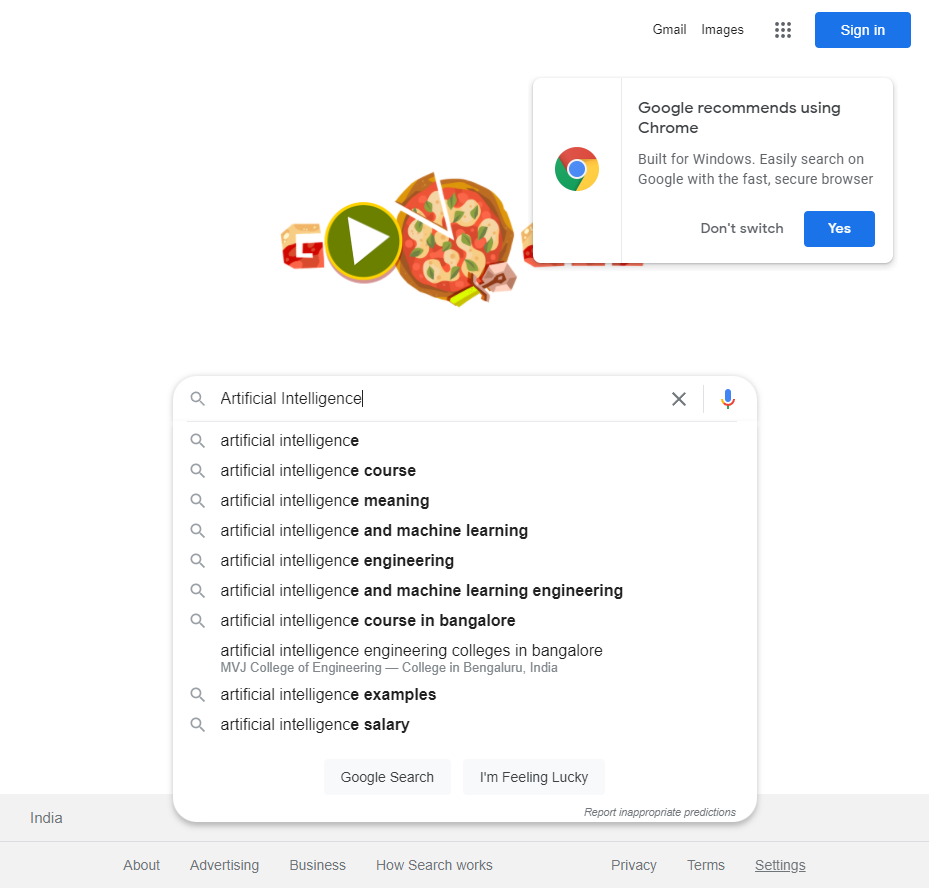 Gmail Images Sign in
Google recommends using
Chrome
Built for Windows. Easily search on
Google with the fast, secure browser
Don't switch Yes
G
Artificial Intelligence
artificial intelligence
artificial intelligence course
artificial intelligence meaning
artificial intelligence and machine learning
artificial intelligence engineering
artificial intelligence and machine learning engineering
artificial intelligence course in bangalore
artificial intelligence engineering colleges in bangalore
MVJ College of Engineering — College in Bengaluru, India
artificial intelligence examples
artificial intelligence salary
Google Search I'm Feeling Lucky
Report inappropriate predictions
India
About Advertising Business How Search works Privacy Terms Settings